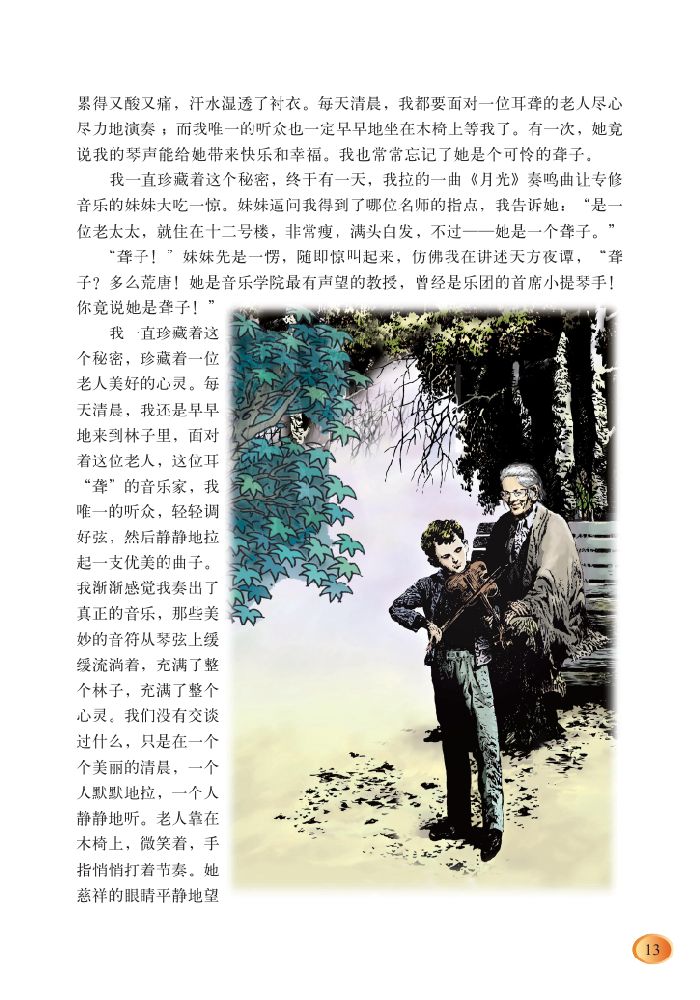 累得又酸又痛，汗水湿透了衬衣。每天清晨，我都要面对一位耳聋的老人尽心
尽力地演奏；而我唯一的听众也一定早早地坐在木椅上等我了。有一次，她竟
说我的琴声能给她带来快乐和幸福。我也常常忘记了她是个可怜的聋子。
我一直珍藏着这个秘密，终于有一天，我拉的一曲《月光》奏鸣曲让专修
音乐的妹妹大吃一惊。妹妹逼问我得到了哪位名师的指点，我告诉她：“是一
位老太太，就住在十二号楼，非常瘦，满头白发，不过——她是一个聋子。”
“聋子！”妹妹先是一愣，随即惊叫起来，仿佛我在讲述天方夜谭，“聋
子？多么荒唐！她是音乐学院最有声望的教授，曾经是乐团的首席小提琴手！
你竟说她是聋子！”
我一直珍藏着这
个秘密，珍藏着一位
老人美好的心灵。每
天清晨，我还是早早
地来到林子里，面对
着这位老人，这位耳
“聋”的音乐家，我
唯一的听众，轻轻调
好弦，然后静静地拉
起一支优美的曲子。
我渐渐感觉我奏出了
真正的音乐，那些美
妙的音符从琴弦上缓
缓流淌着，充满了整
个林子，充满了整个
心灵。我们没有交谈
过什么，只是在一个
个美丽的清晨，一个
人默默地拉，一个人
静静地听。老人靠在
木椅上，微笑着，手
指悄悄打着节奏。她
慈祥的眼睛平静地望
13